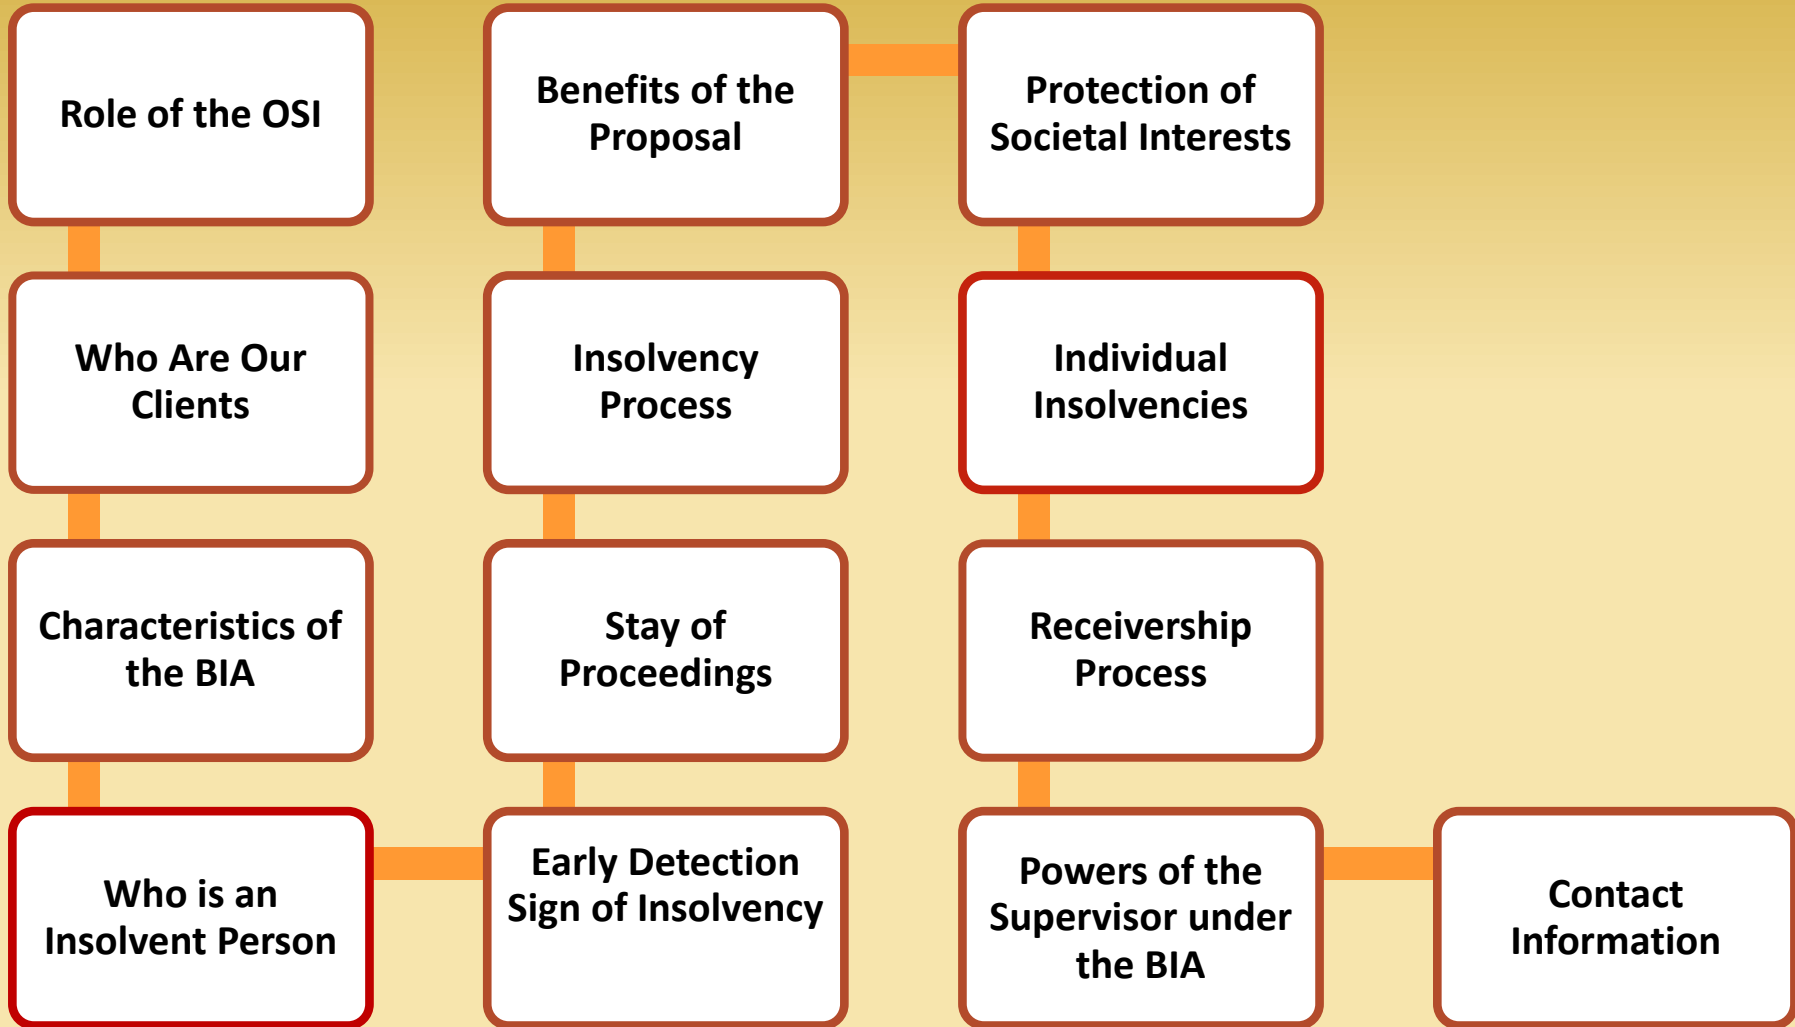 Role of the OSI
Who Are Our
Clients
Characteristics of
the BIA
Who is an
Insolvent Person
Early Detection
Sign of Insolvency
Stay of
Proceedings
Insolvency
Process
Benefits of the
Proposal
Protection of
Societal Interests
Individual
Insolvencies
Receivership
Process
Powers of the
Supervisor under
the BIA
Contact
Information